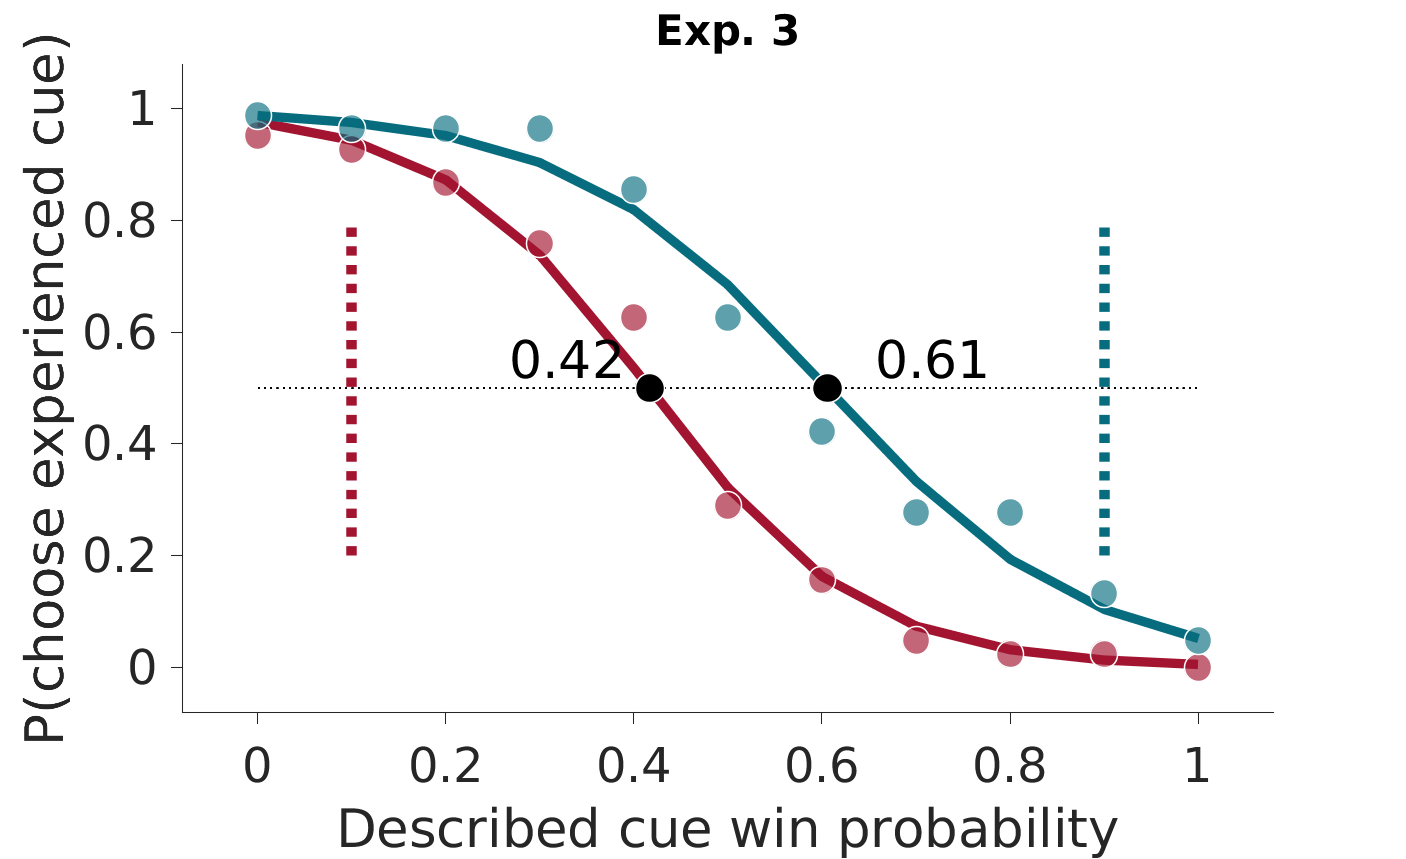 Exp. 3
P(choose experienced cue)
1
0.8
0.6
0.4
0.2
0
0.42
0.61
0 0.2 0.4 0.6 0.8 1
Described cue win probability